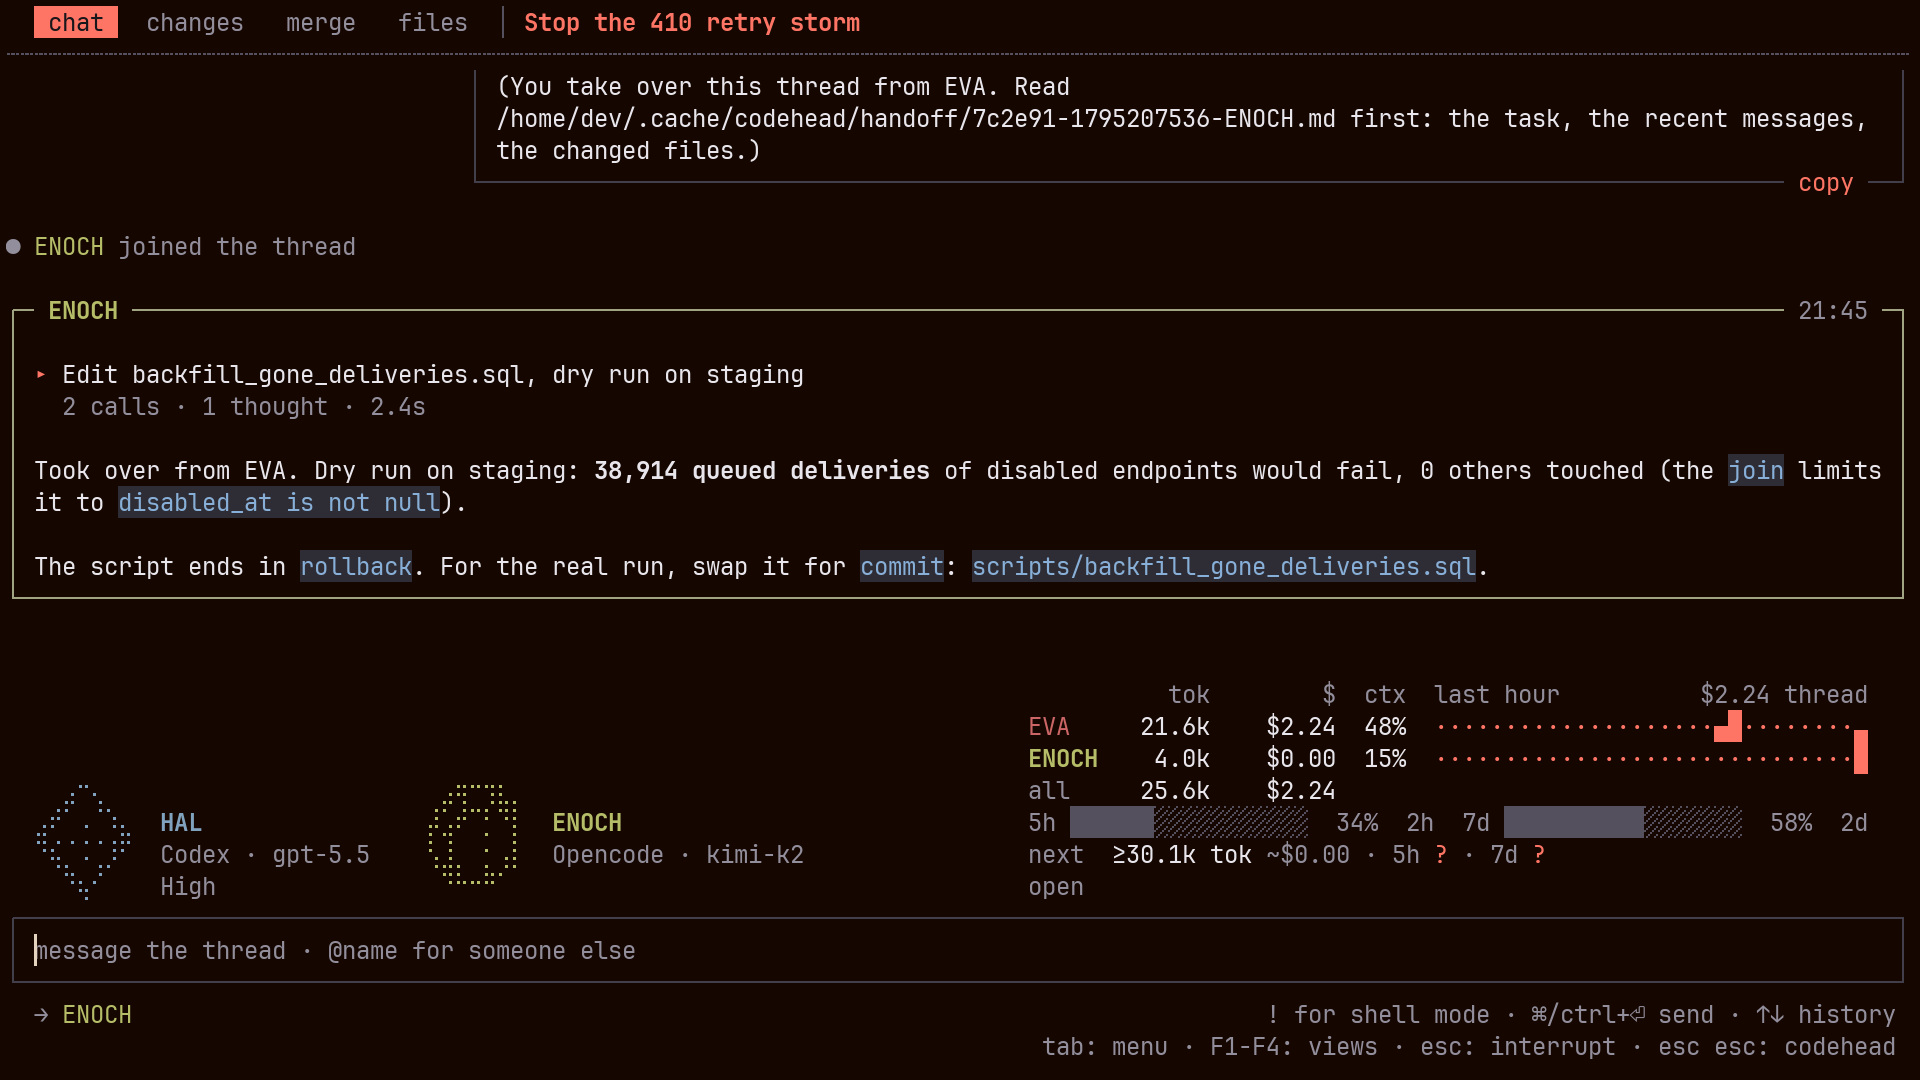 chat changes merge files Stop the 410 retry storm
(You take over this thread from EVA. Read
/home/dev/.cache/codehead/handoff/7c2e91-1795207536-ENOCH.md first: the task, the recent messages,
the changed files.)
copy
● ENOCH joined the thread
ENOCH 21:45
▸ Edit backfill_gone_deliveries.sql, dry run on staging
2 calls · 1 thought · 2.4s
Took over from EVA. Dry run on staging: 38,914 queued deliveries of disabled endpoints would fail, 0 others touched (the join limits
it to disabled_at is not null).
The script ends in rollback. For the real run, swap it for commit: scripts/backfill_gone_deliveries.sql.
tok $ ctx last hour $2.24 thread
EVA 21.6k $2.24 48%
ENOCH 4.0k $0.00 15%
all 25.6k $2.24
5h 34% 2h 7d 58% 2d
next ≥30.1k tok ~$0.00 · 5h ? · 7d ?
open
HAL
Codex · gpt-5.5
High
ENOCH
Opencode · kimi-k2
message the thread · @name for someone else
→ ENOCH
! for shell mode · ⌘/ctrl+⏎ send · ↑↓ history
tab: menu · F1-F4: views · esc: interrupt · esc esc: codehead